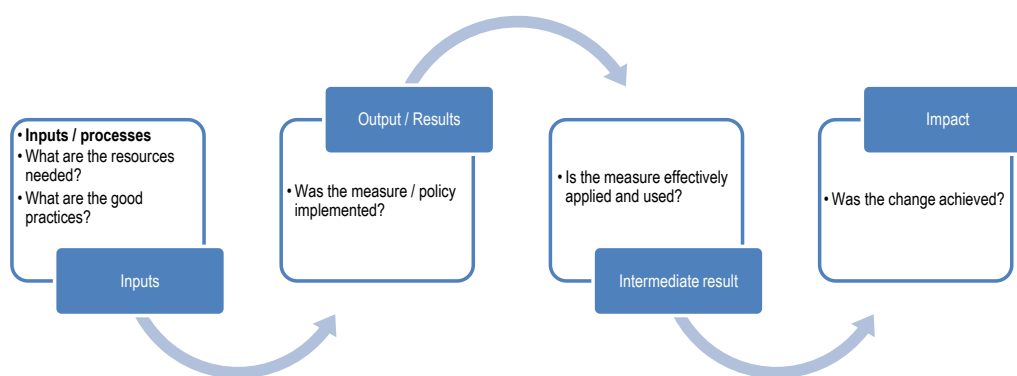 • Inputs / processes
• What are the resources
needed?
• What are the good
practices?
Inputs
Output / Results
• Was the measure / policy
implemented?
• Is the measure effectively
applied and used?
Intermediate result
Impact
• Was the change achieved?